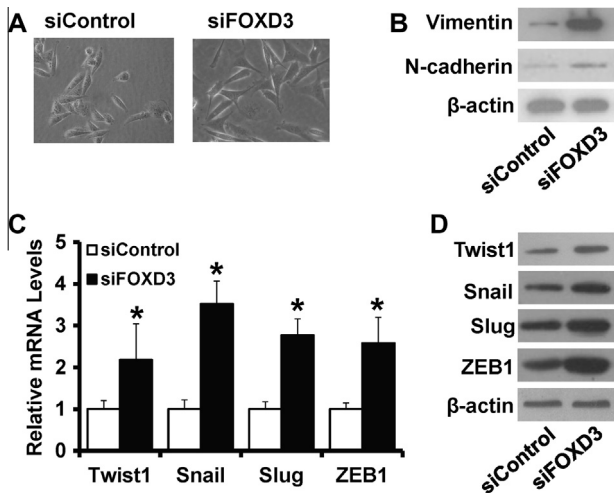 A
siControl
siFOXD3
B
Vimentin
N-cadherin
β-actin
siControl
siFOXD3
C
Relative mRNA Levels
5
4
3
2
1
0
siControl
siFOXD3
* * * *
Twist1 Snail Slug ZEB1
D
Twist1
Snail
Slug
ZEB1
β-actin
siControl
siFOXD3